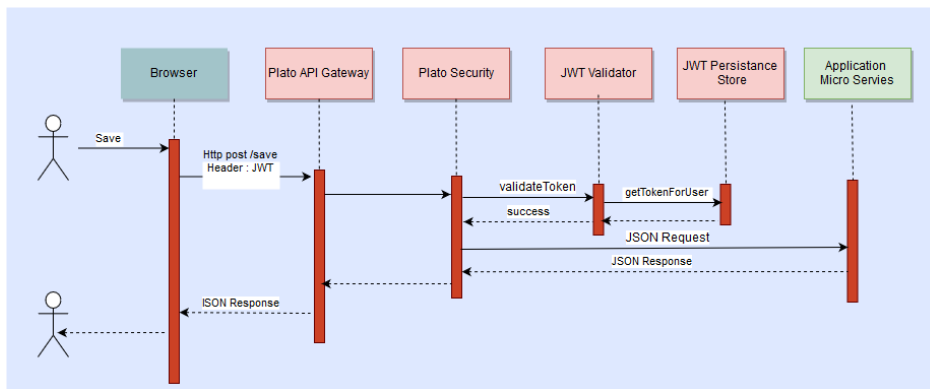 Browser
Plato API Gateway
Plato Security
JWT Validator
JWT Persistance
Store
Application
Micro Servies
Save
Http post /save
Header : JWT
validateToken
getTokenForUser
success
JSON Request
JSON Response
ISON Response